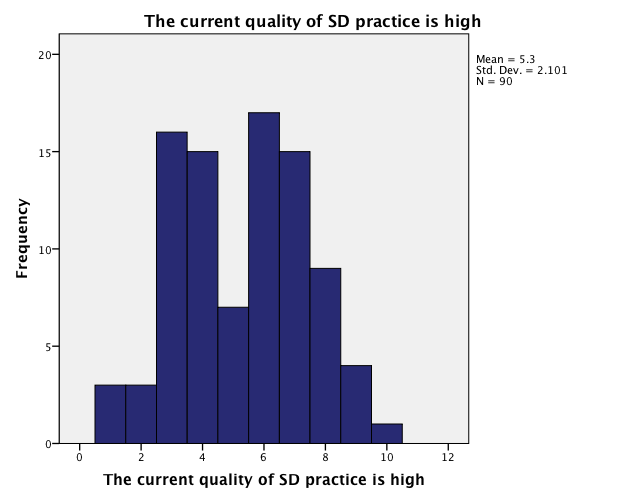 The current quality of SD practice is high
Mean = 5.3
Std. Dev. = 2.101
N = 90
20
15
10
5
0
Frequency
0 2 4 6 8 10 12
The current quality of SD practice is high